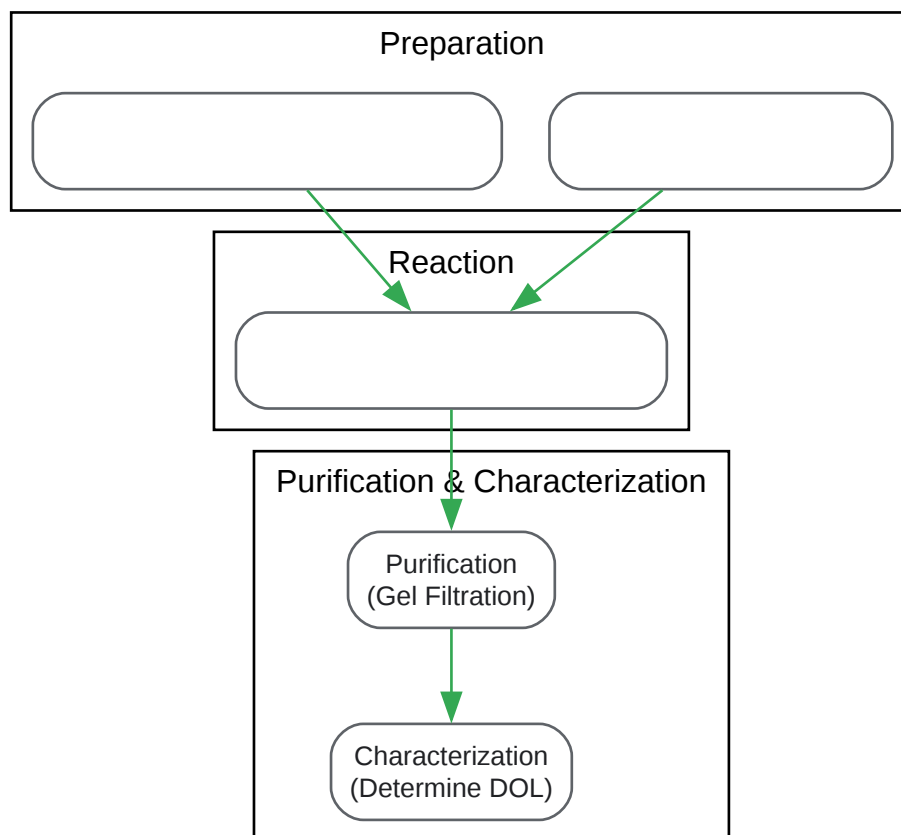 Preparation
Reaction
Purification & Characterization
Purification
(Gel Filtration)
Characterization
(Determine DOL)